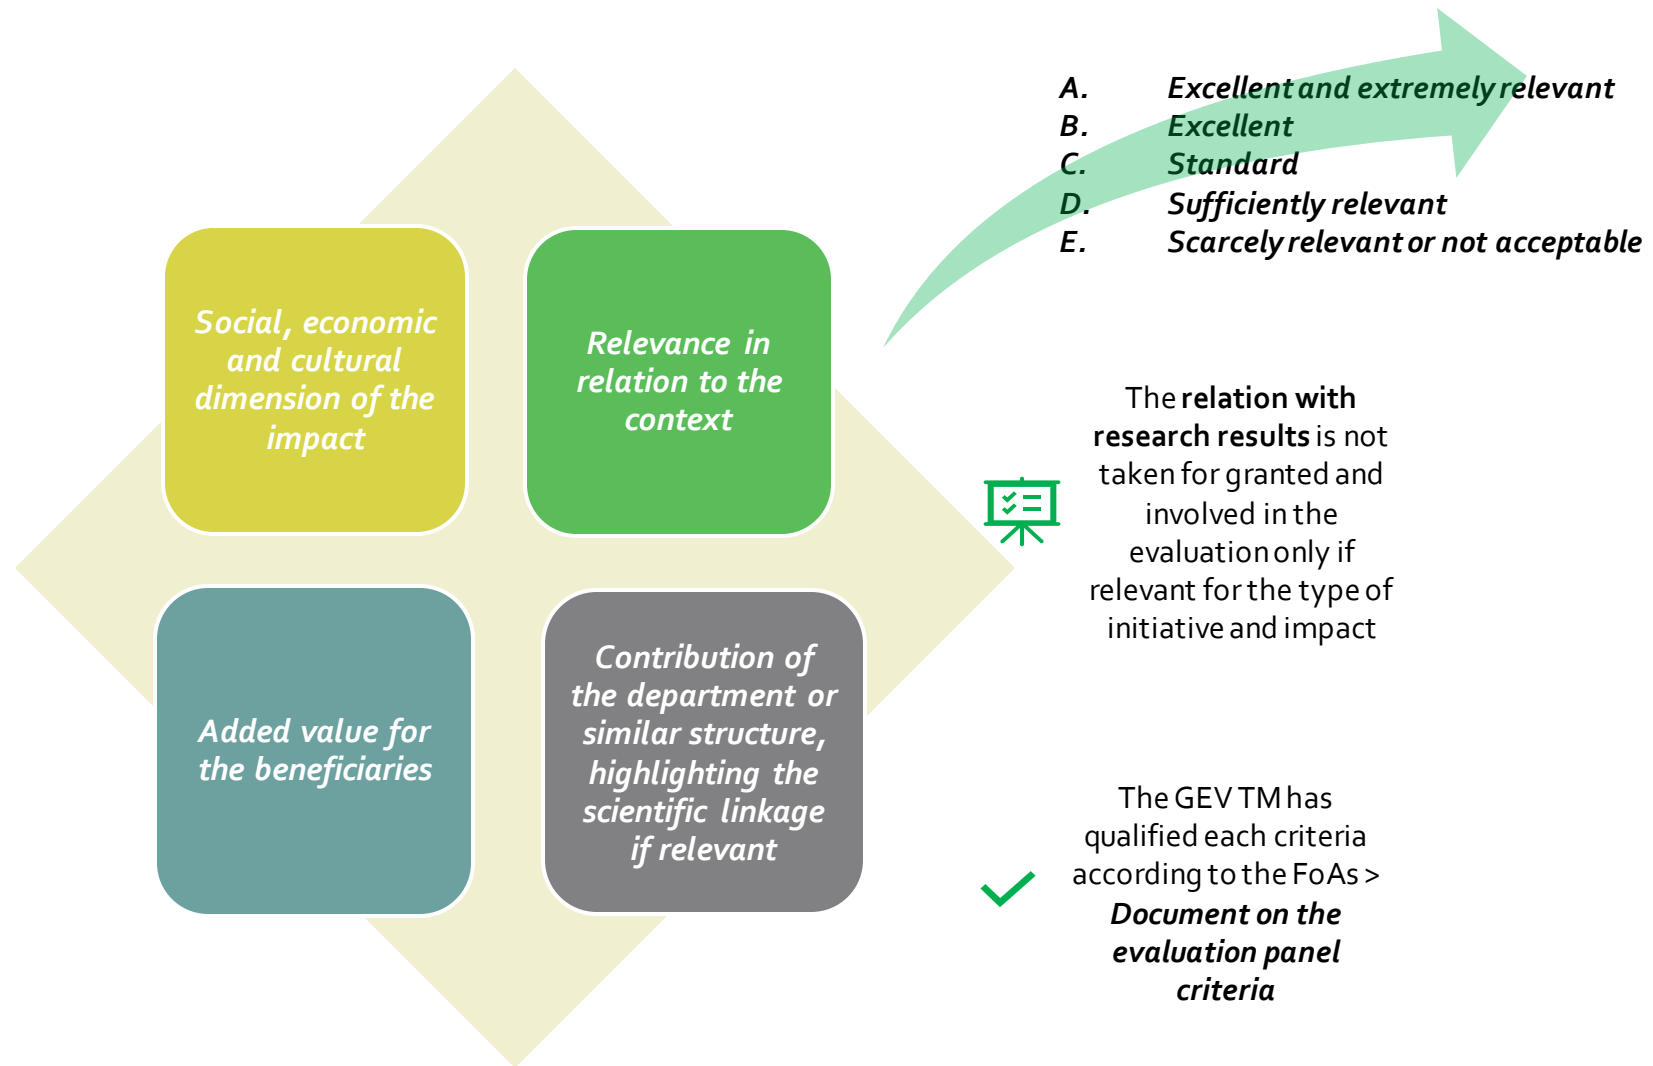 A. Excellent and extremely relevant
B. Excellent
C. Standard
D. Sufficiently relevant
E. Scarcely relevant or not acceptable
Social, economic
and cultural
dimension of the
impact
Relevance in
relation to the
context
Added value for
the beneficiaries
Contribution of
the department or
similar structure,
highlighting the
scientific linkage
if relevant
The relation with
research results is not
taken for granted and
involved in the
evaluation only if
relevant for the type of
initiative and impact
The GEV TM has
qualified each criteria
according to the FoAs >
Document on the
evaluation panel
criteria